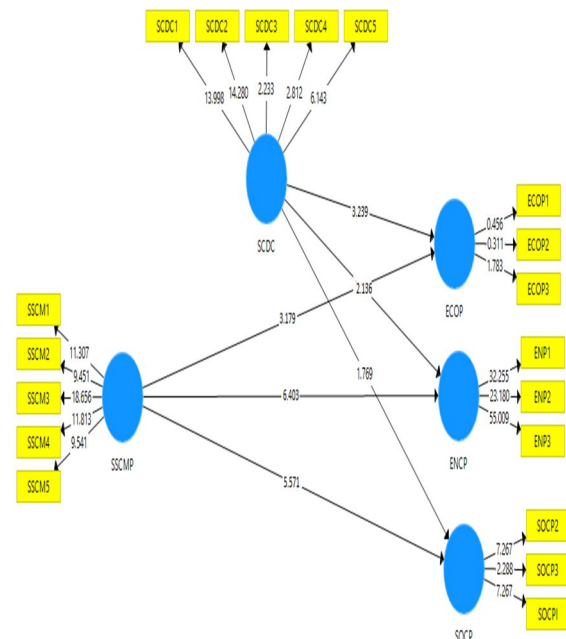 SCDC1 SCDC2 SCDC3 SCDC4 SCDC5
13.998 14.280 2.233 2.812 6.143
SCDC
3.239
2.136
1.769
3.179
6.403
5.571
ECOP1
ECOP2
ECOP3
0.456
0.311
1.783
ECOP
SSCM1
SSCM2
SSCM3
SSCM4
SSCM5
11.307
9.451
18.656
11.813
9.541
SSCMP
ENP1
ENP2
ENP3
32.255
23.180
55.009
ENCP
SOCP2
SOCP3
SOCPI
7.267
2.288
7.267
SOCP